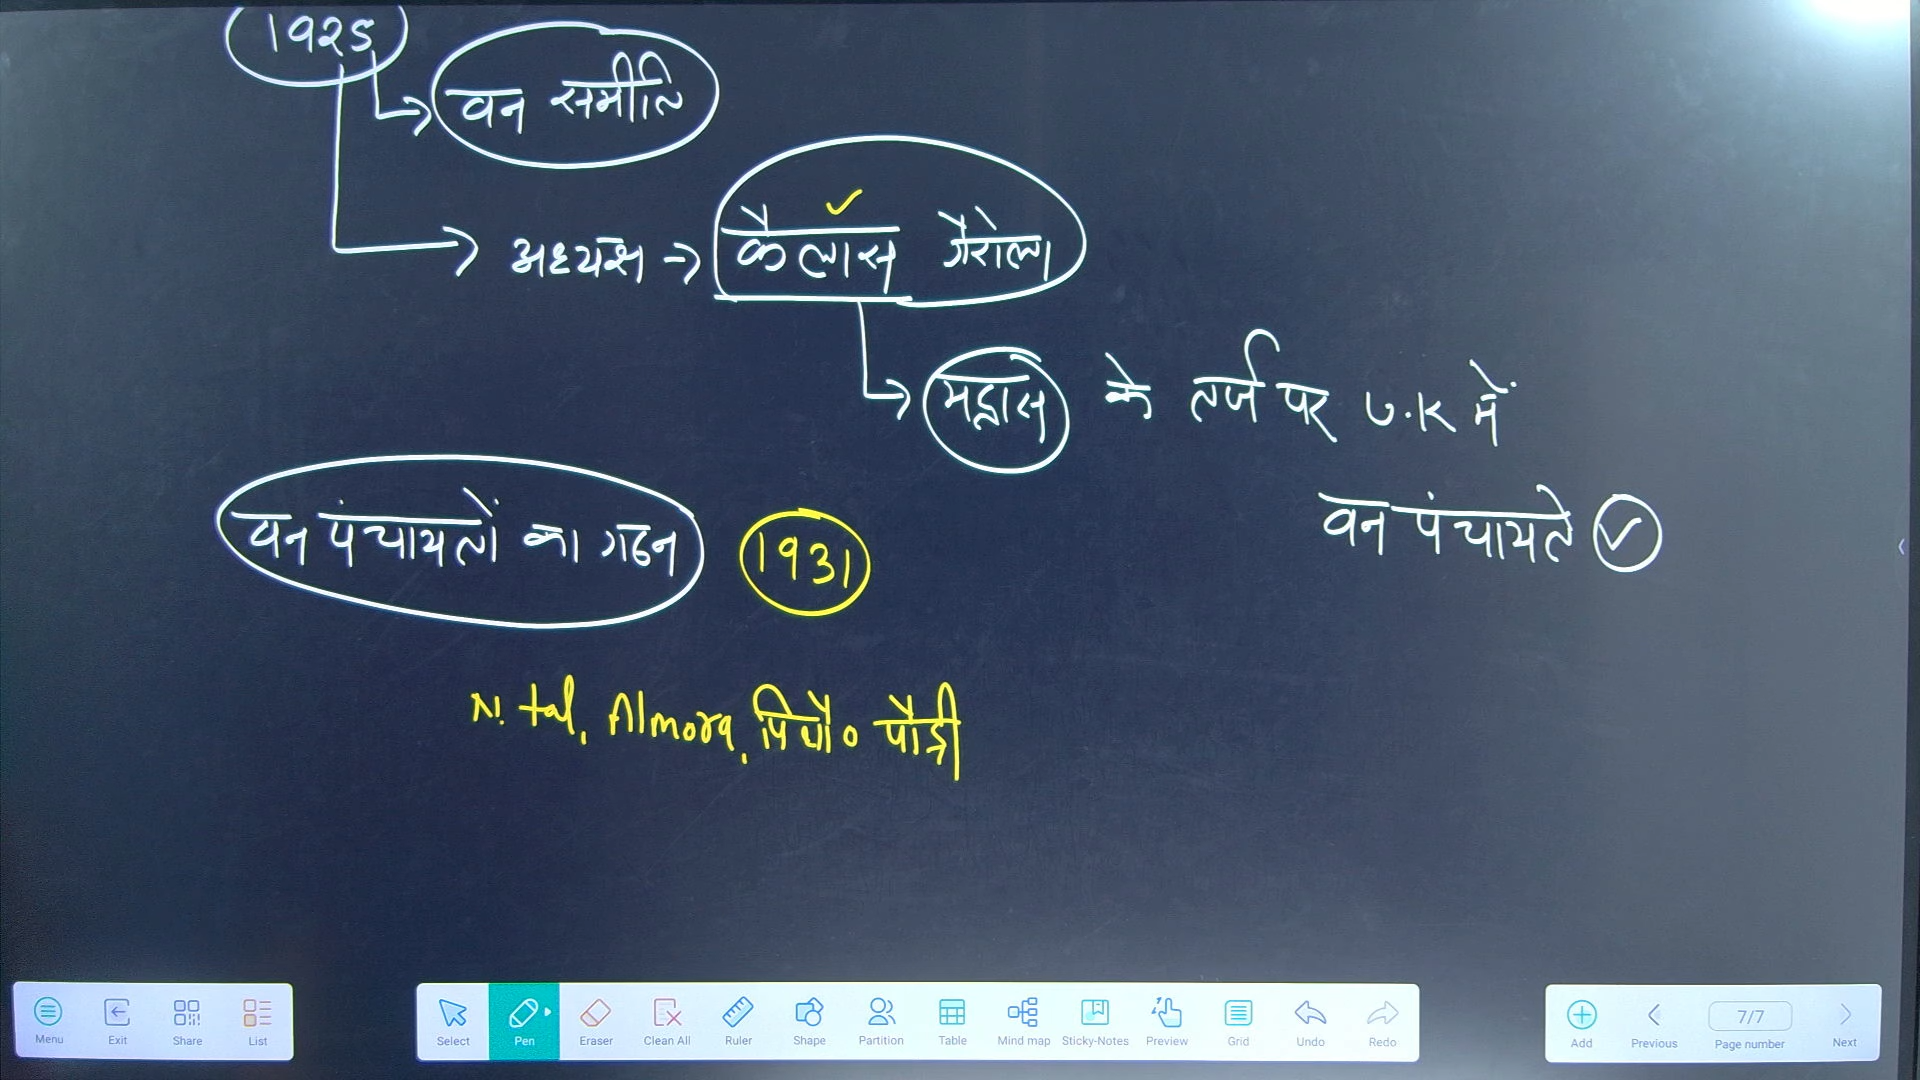 1925
वन समीति
अध्यक्ष → कैलास गैरोला
मद्रास के तर्ज पर U.K में
वन पंचायते
वन पंचायतों का गठन 1931
N. tal, Almora, पिथौ० पौड़ी
Menu Exit Share List Select Pen Eraser Clean All Ruler Shape Partition Table Mind map Sticky-Notes Preview Grid Undo Redo Add Previous 7/7 Page number Next